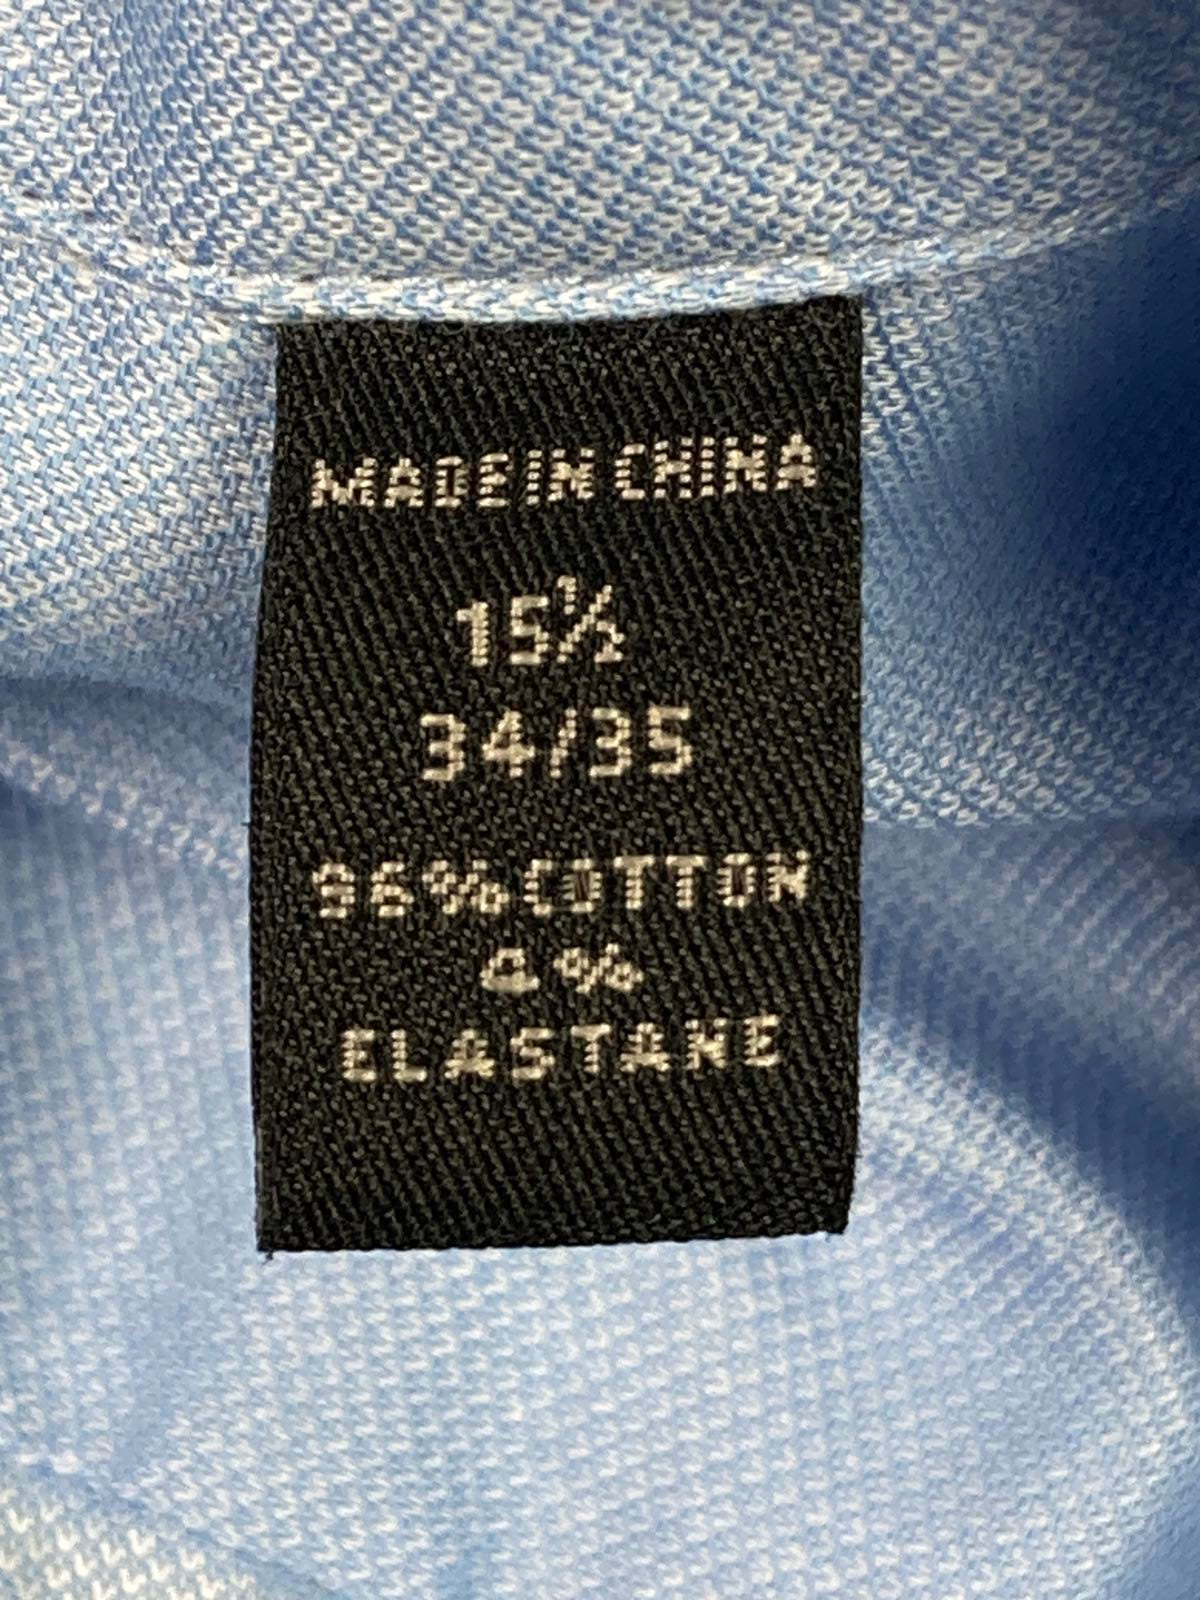 MADE IN CHINA
15½
34/35
96% COTTON
4%
ELASTANE